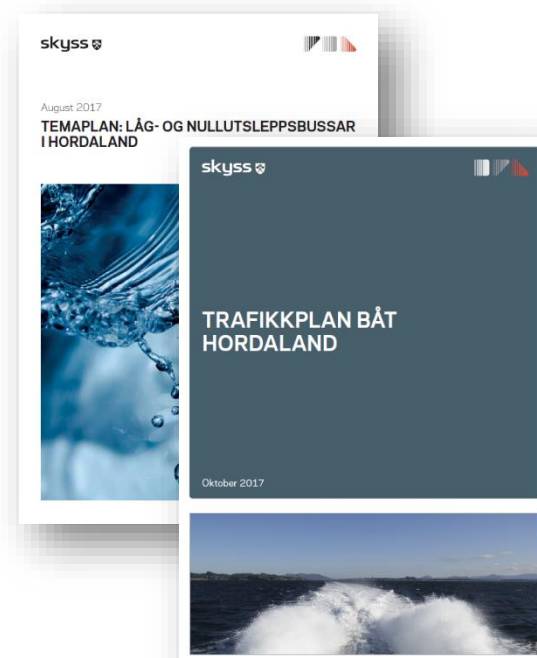 skyss
August 2017
TEMAPLAN: LÅG- OG NULLUTSLEPPSBUSSAR
I HORDALAND
skyss
TRAFIKKPLAN BÅT
HORDALAND
Oktober 2017